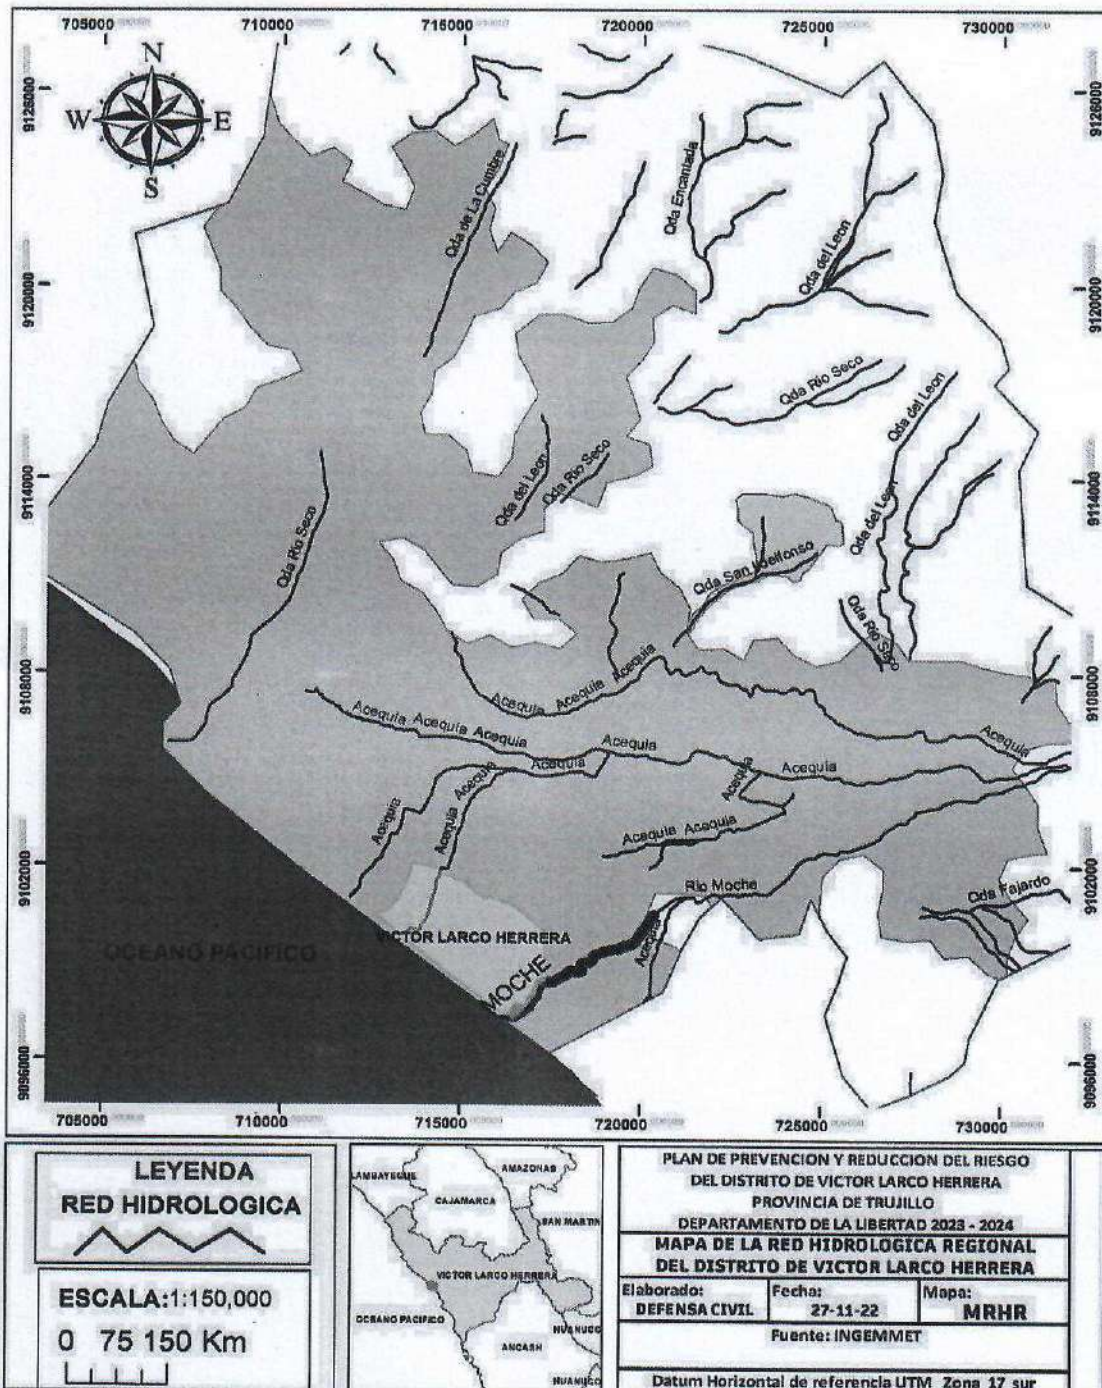 705000 710000 715000 720000 725000 730000
N
W E
S
9126000 9126000
9120000 9120000
9114000 9114000
9108000 9108000
9102000 9102000
9096000 9096000
Qda de La Cumbre
Qda Encantada
Qda del Leon
Qda Rio Seco
Qda del Leon
Qda del Leon
Qda Rio Seco
Qda del Leon
Qda Rio Seco
Qda San Ildelfonso
Qda Rio Seco
Acequia Acequia Acequia
Acequia Acequia Acequia
Acequia
Acequia
Acequia
Acequia
Acequia
Acequia
Acequia
Acequia
Acequia Acequia
Rio Moche
Qda Fajardo
Acequia
OCEANO PACIFICO
VICTOR LARCO HERRERA
MOCHE
705000 710000 715000 720000 725000 730000
LEYENDA
RED HIDROLOGICA
ESCALA:1:150,000
0 75 150 Km
LAMBAYEQUE
AMAZONAS
CAJAMARCA
SAN MARTIN
VICTOR LARCO HERRERA
OCEANO PACIFICO
HUANUCO
ANCASH
HUANUCO
PLAN DE PREVENCION Y REDUCCION DEL RIESGO
DEL DISTRITO DE VICTOR LARCO HERRERA
PROVINCIA DE TRUJILLO
DEPARTAMENTO DE LA LIBERTAD 2023 - 2024
MAPA DE LA RED HIDROLOGICA REGIONAL
DEL DISTRITO DE VICTOR LARCO HERRERA
Elaborado: Fecha: Mapa:
DEFENSA CIVIL 27-11-22 MRHR
Fuente: INGEMMET
Datum Horizontal de referencia UTM Zona 17 sur